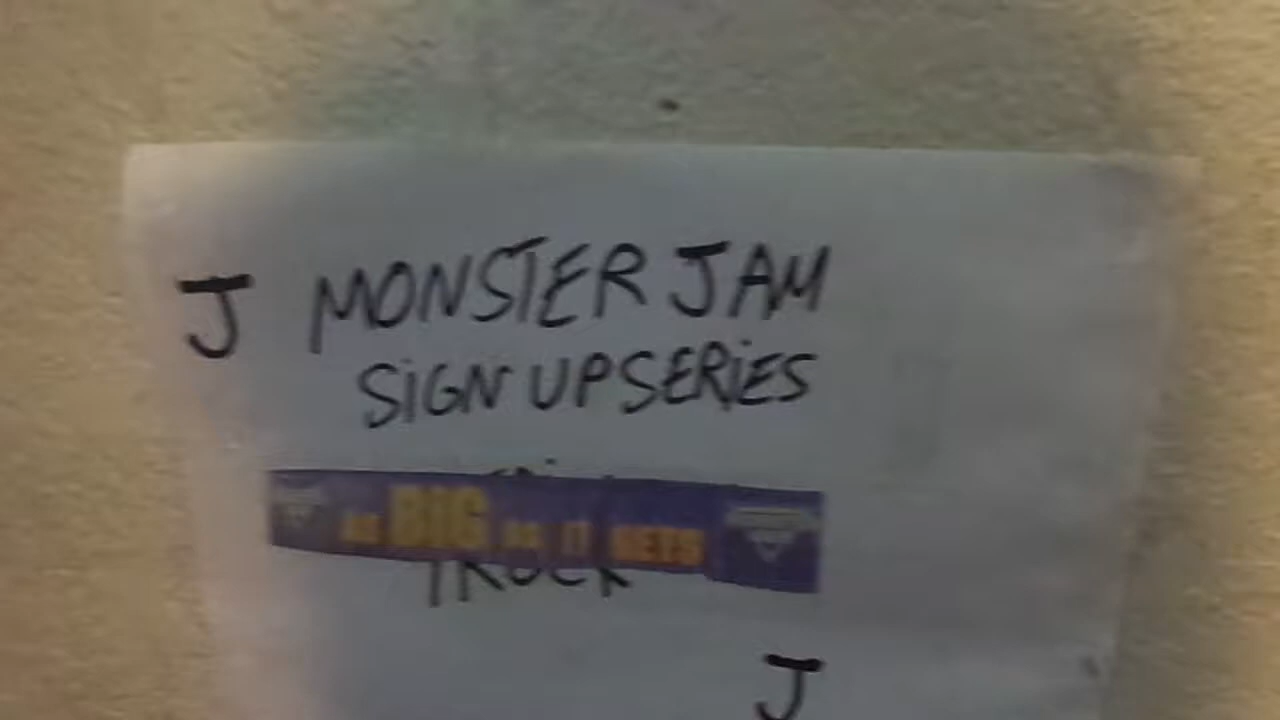 J MONSTER JAM
SIGN UP SERIES
AS BIG AS IT GETS
TRUCK
J